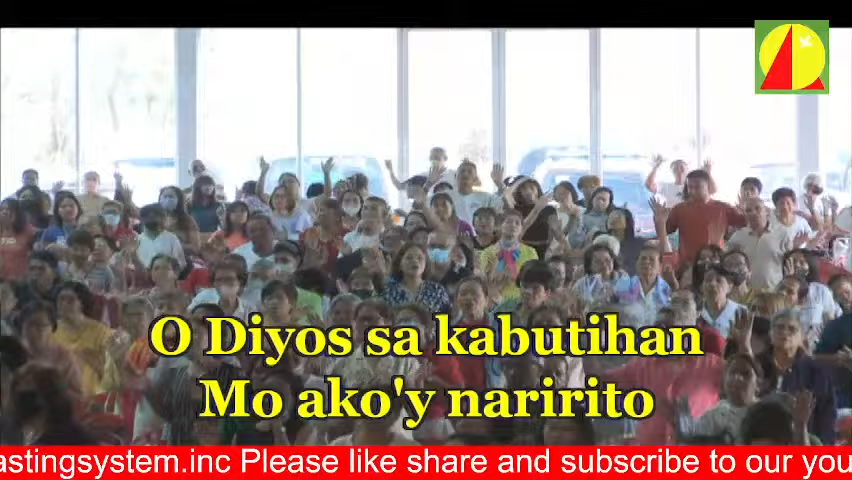 O Diyos sa kabutihan
Mo ako'y naririto
astingsystem.inc Please like share and subscribe to our you